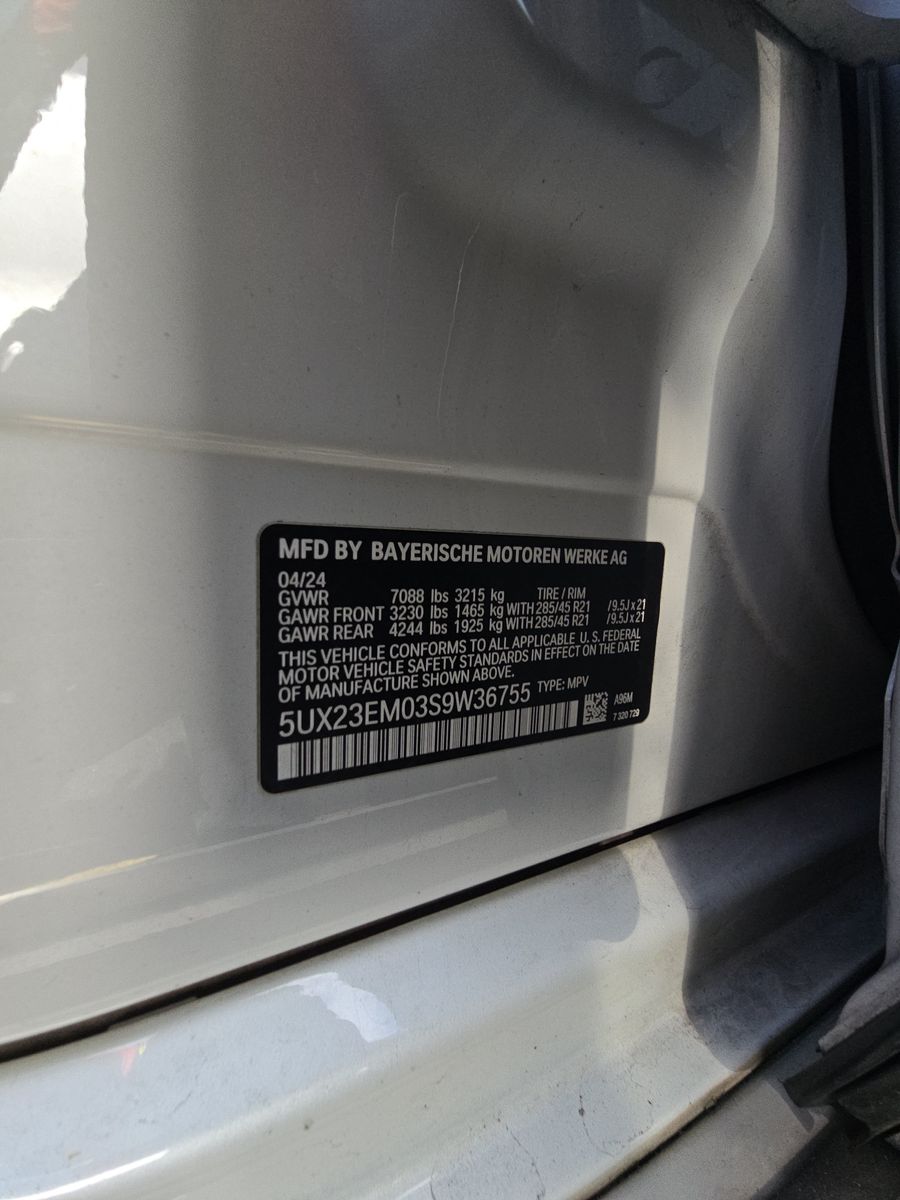 MFD BY BAYERISCHE MOTOREN WERKE AG
04/24
GVWR 7088 lbs 3215 kg TIRE / RIM
GAWR FRONT 3230 lbs 1465 kg WITH 285/45 R21 /9.5J x 21
GAWR REAR 4244 lbs 1925 kg WITH 285/45 R21 /9.5J x 21
THIS VEHICLE CONFORMS TO ALL APPLICABLE U.S. FEDERAL
MOTOR VEHICLE SAFETY STANDARDS IN EFFECT ON THE DATE
OF MANUFACTURE SHOWN ABOVE.
5UX23EM03S9W36755 TYPE: MPV
A96M
7 320 729